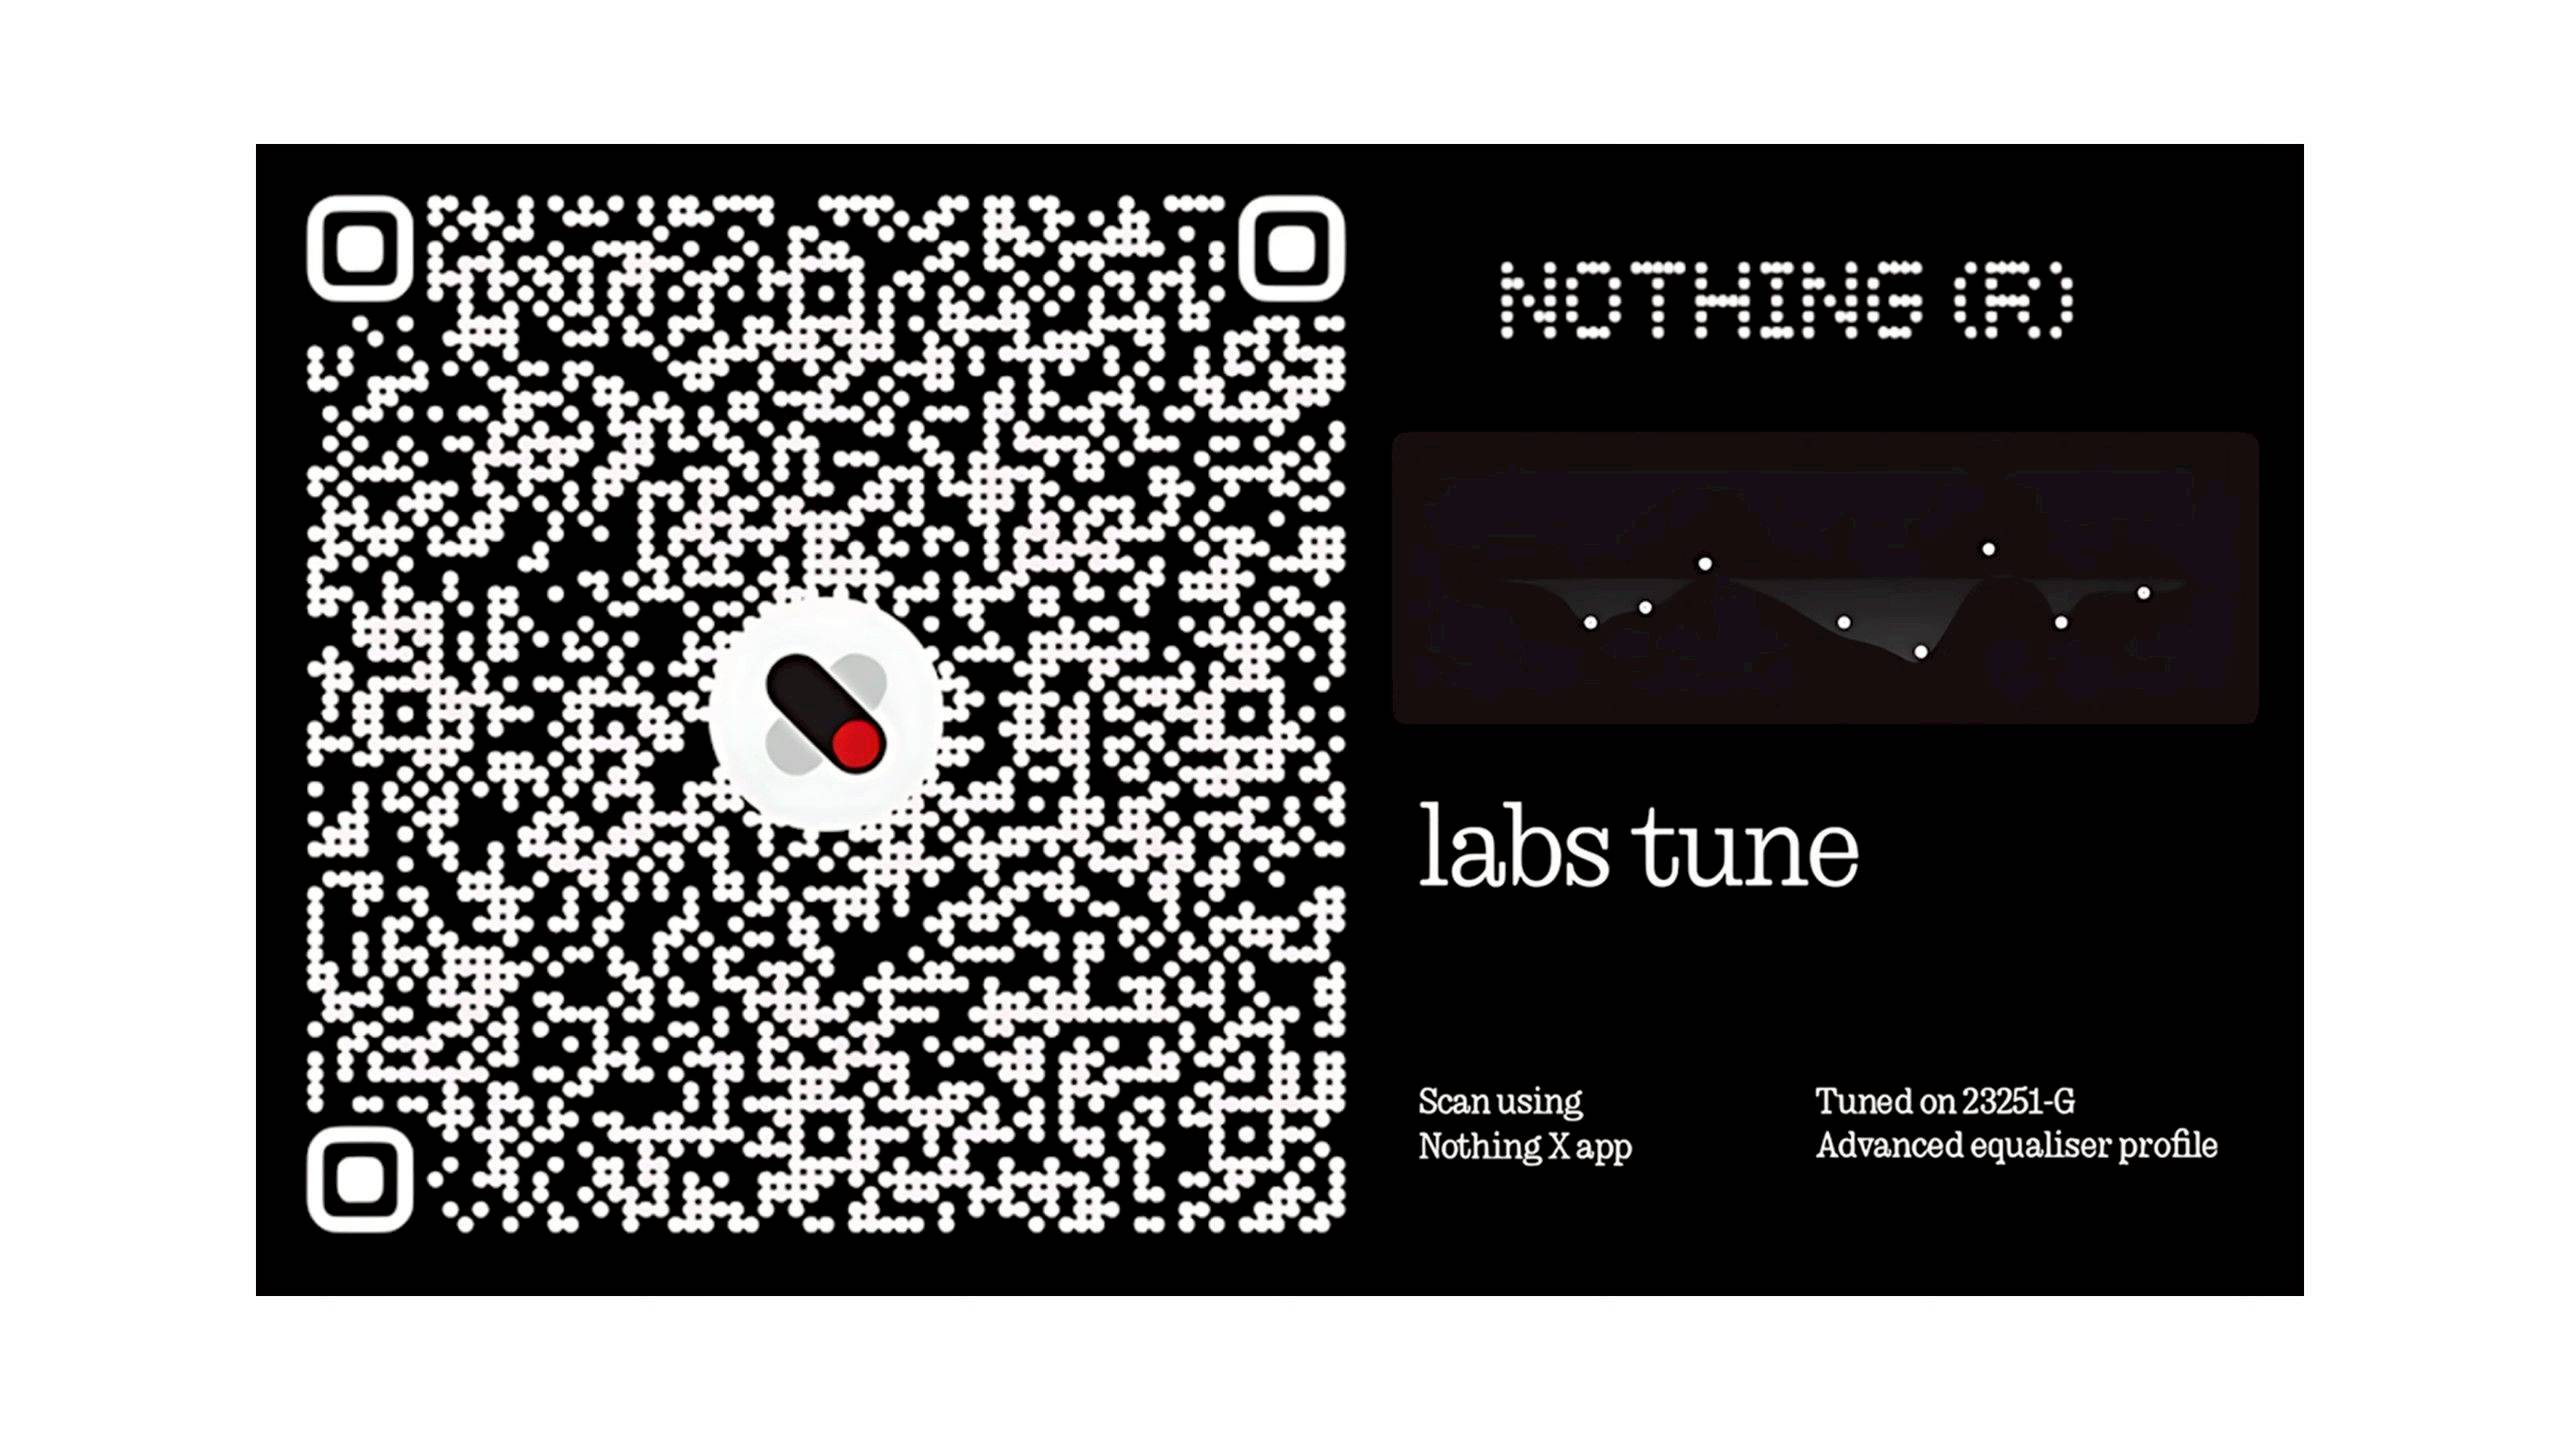 NOTHING (R)
labs tune
Scan using
Nothing X app
Tuned on 23251-G
Advanced equaliser profile